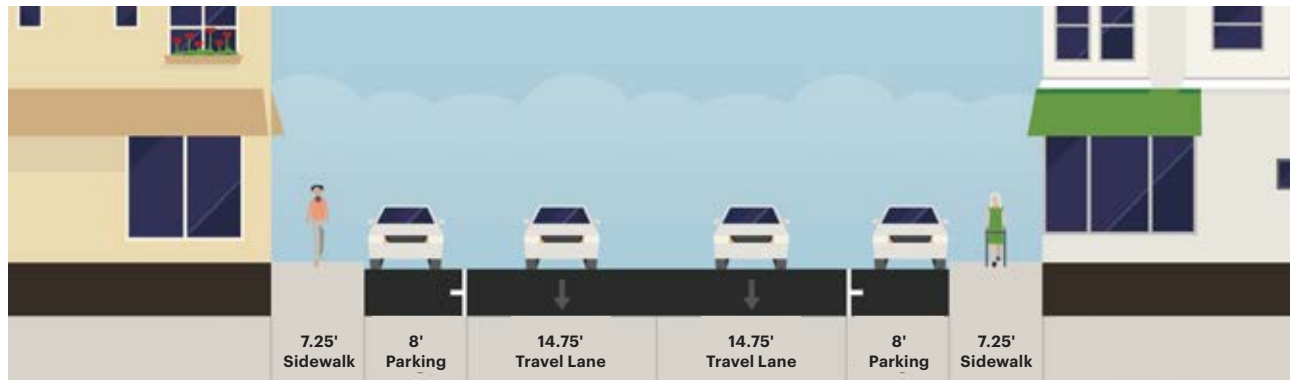 7.25'
Sidewalk
8'
Parking
14.75'
Travel Lane
14.75'
Travel Lane
8'
Parking
7.25'
Sidewalk